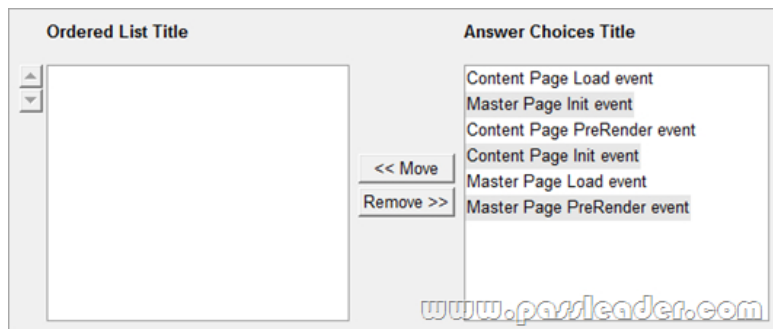 Ordered List Title
Answer Choices Title
Content Page Load event
Master Page Init event
Content Page PreRender event
Content Page Init event
Master Page Load event
Master Page PreRender event
<< Move
Remove >>
www.passleader.com